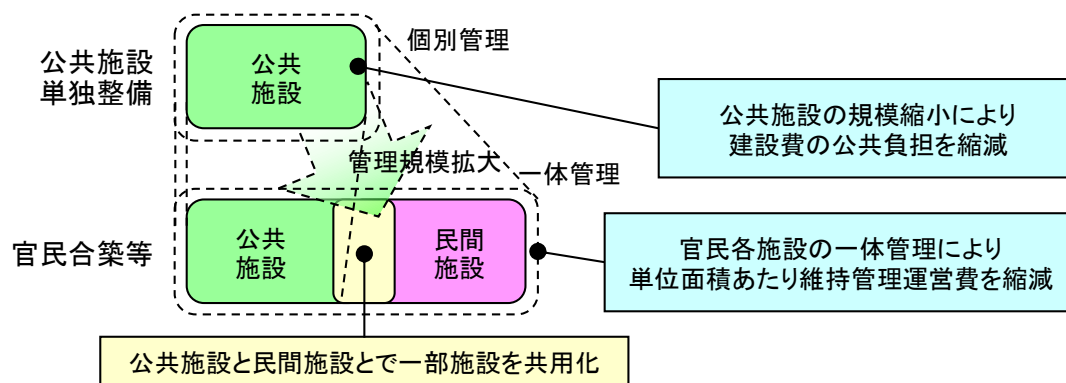 個別管理
公共施設
単独整備
公共
施設
公共施設の規模縮小により
建設費の公共負担を縮減
管理規模拡大
一体管理
官民合築等
公共
施設
民間
施設
官民各施設の一体管理により
単位面積あたり維持管理運営費を縮減
公共施設と民間施設とで一部施設を共用化